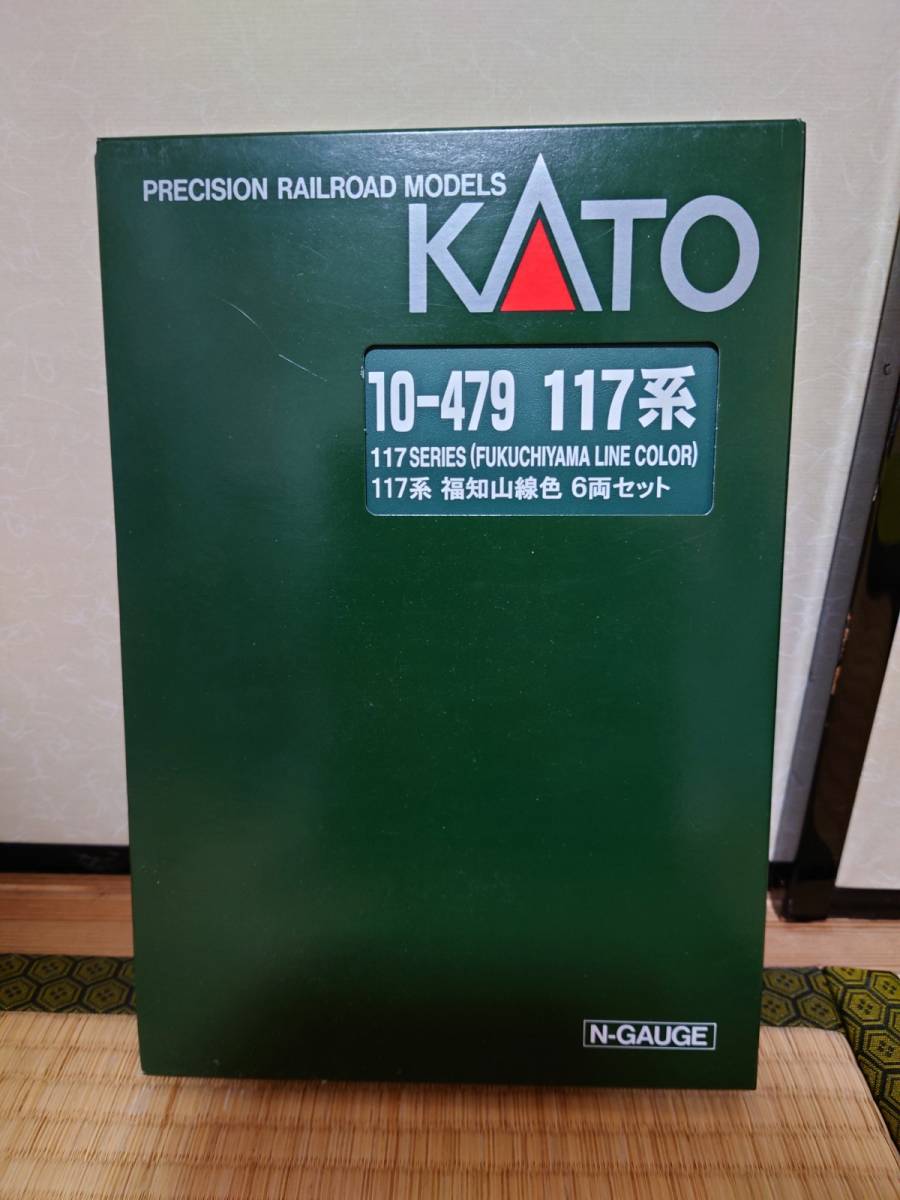 PRECISION RAILROAD MODELS
KATO
10-479 117系
117 SERIES (FUKUCHIYAMA LINE COLOR)
117系 福知山線色 6両セット
N-GAUGE